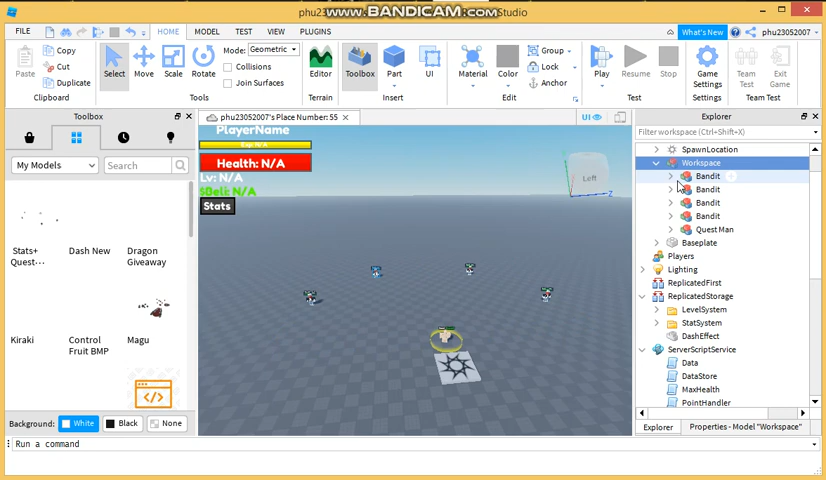 phu23
www.BANDICAM.com
Studio
FILE
HOME
MODEL
TEST
VIEW
PLUGINS
What's New
phu23052007
Paste
Copy
Cut
Duplicate
Clipboard
Select
Move
Scale
Rotate
Mode: Geometric
Collisions
Join Surfaces
Tools
Editor
Terrain
Toolbox
Part
UI
Insert
Material
Color
Group
Lock
Anchor
Edit
Play
Resume
Stop
Test
Game Settings
Settings
Team Test
Exit Game
Team Test
Toolbox
My Models
Search
Stats+ Quest...
Dash New
Dragon Giveaway
Kiraki
Control Fruit BMP
Magu
Background:
White
Black
None
phu23052007's Place Number: 55
UI
PlayerName
Exp: N/A
Health: N/A
Lv: N/A
$Beli: N/A
Stats
Left
Z
Explorer
Filter workspace (Ctrl+Shift+X)
SpawnLocation
Workspace
Bandit
Bandit
Bandit
Bandit
Quest Man
Baseplate
Players
Lighting
ReplicatedFirst
ReplicatedStorage
LevelSystem
StatSystem
DashEffect
ServerScriptService
Data
DataStore
MaxHealth
PointHandler
Explorer
Properties - Model "Workspace"
Run a command